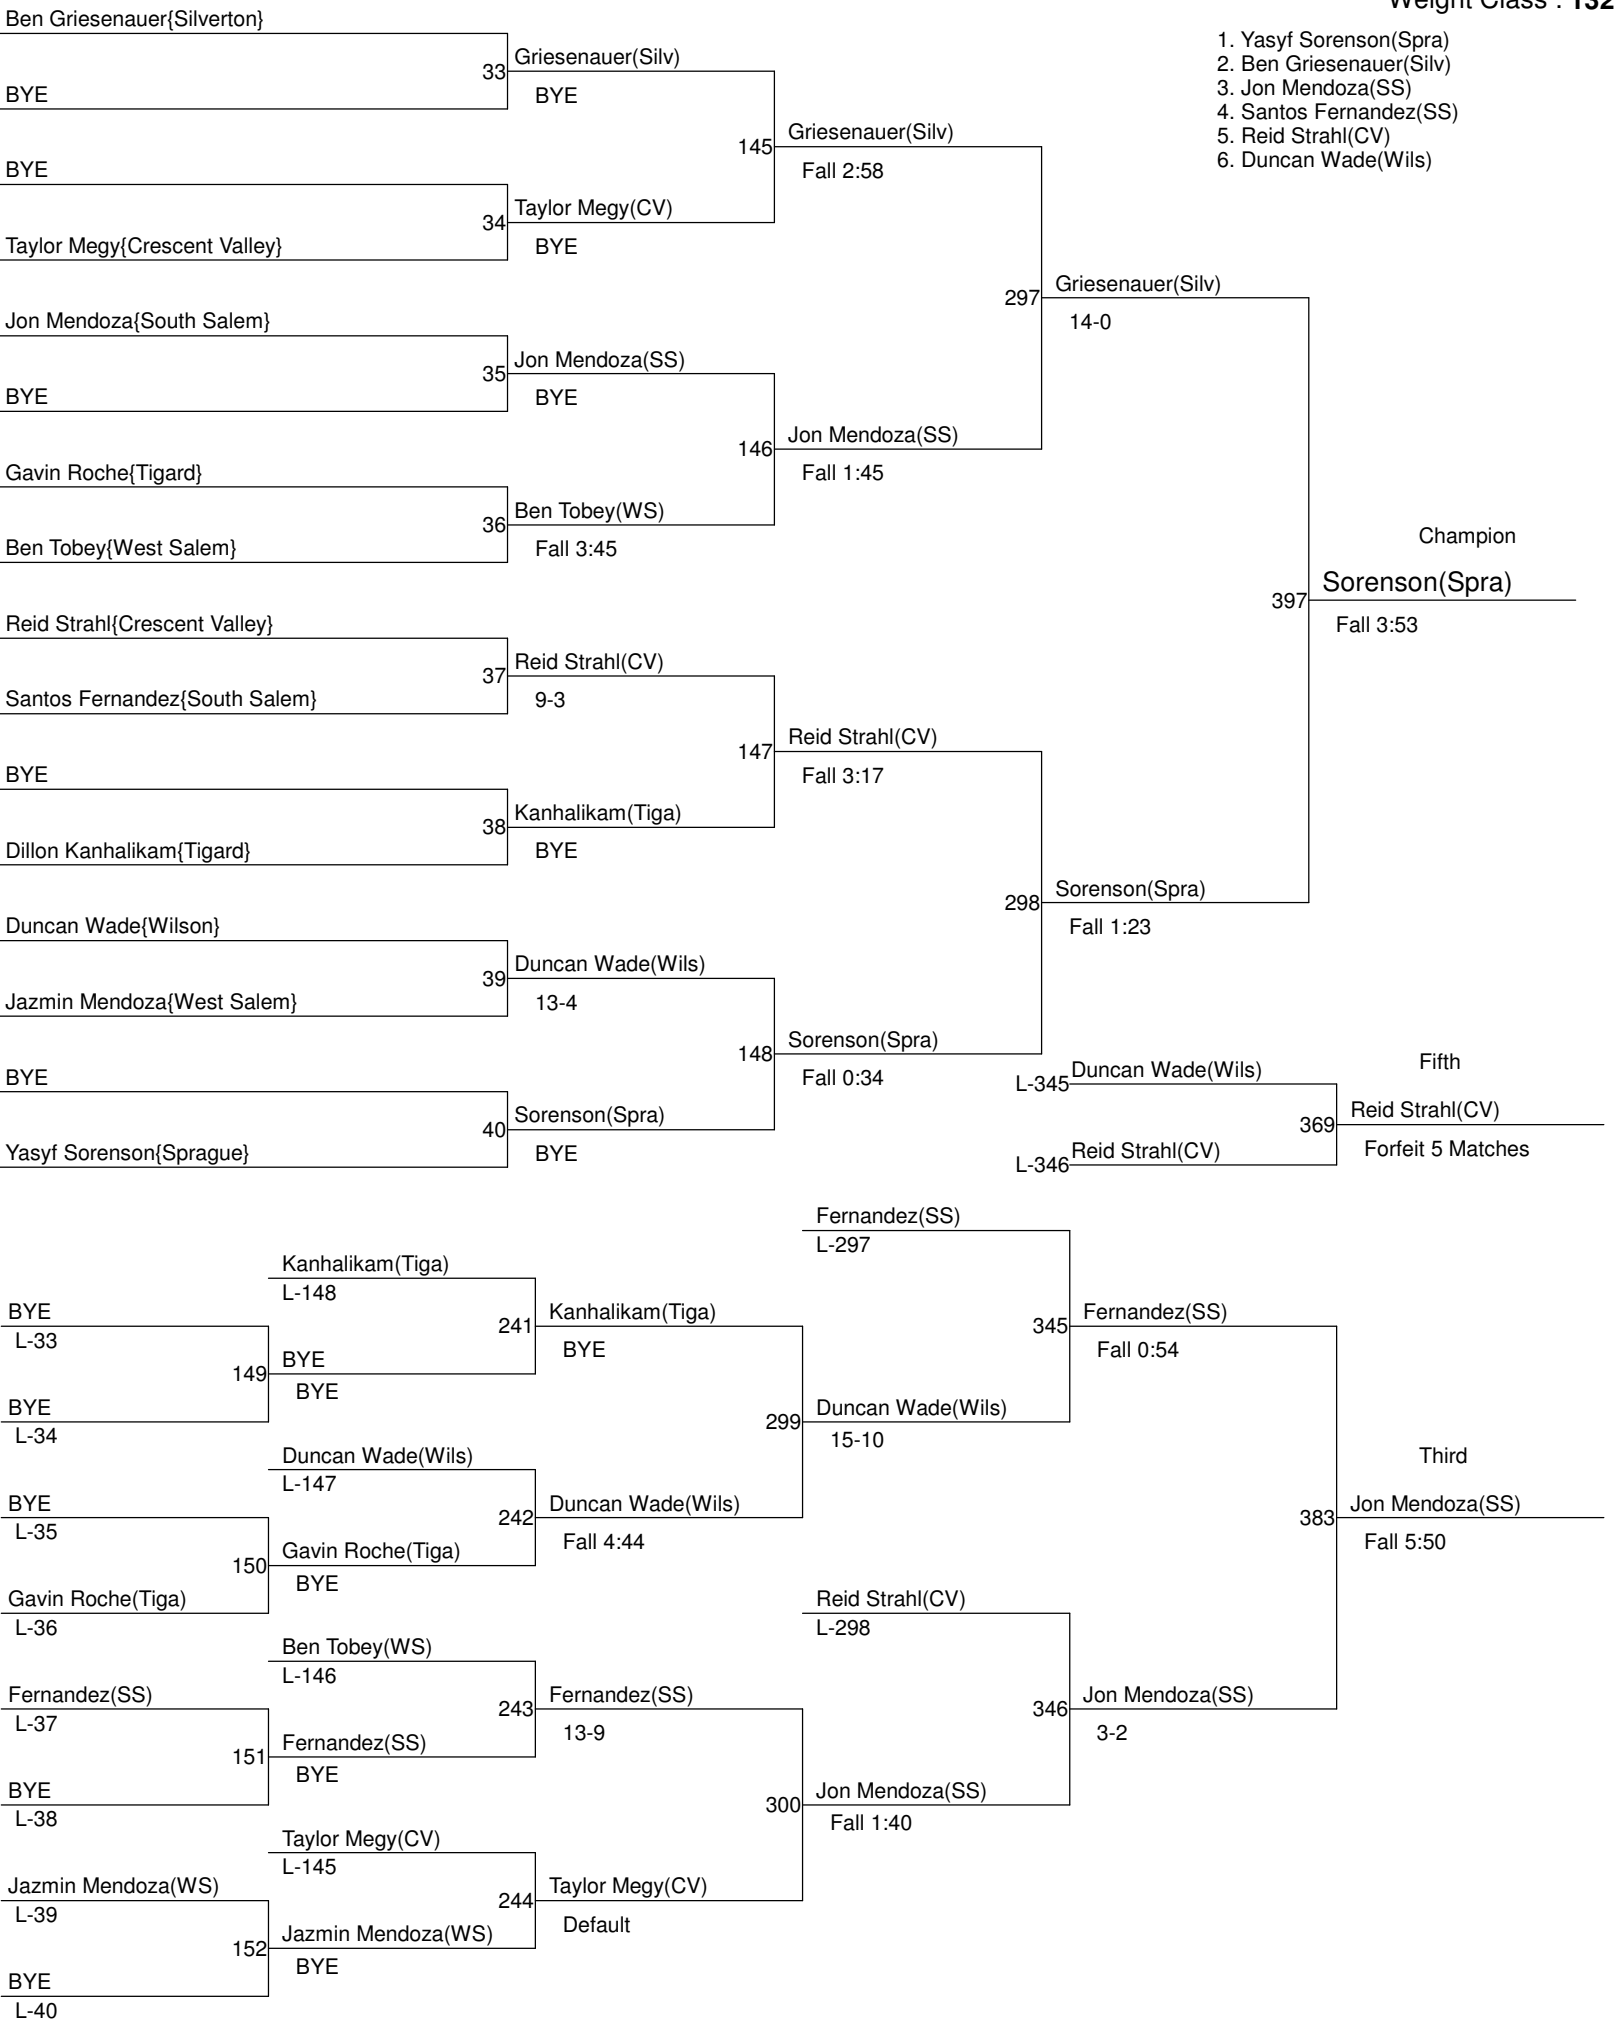 Weight Class : 132
1. Yasyf Sorenson(Spra)
2. Ben Griesenauer(Silv)
3. Jon Mendoza(SS)
4. Santos Fernandez(SS)
5. Reid Strahl(CV)
6. Duncan Wade(Wils)
Ben Griesenauer{Silverton}
BYE
BYE
Taylor Megy{Crescent Valley}
Jon Mendoza{South Salem}
BYE
Gavin Roche{Tigard}
Ben Tobey{West Salem}
Reid Strahl{Crescent Valley}
Santos Fernandez{South Salem}
BYE
Dillon Kanhalikam{Tigard}
Duncan Wade{Wilson}
Jazmin Mendoza{West Salem}
BYE
Yasyf Sorenson{Sprague}
33
Griesenauer(Silv)
BYE
34
Taylor Megy(CV)
BYE
35
Jon Mendoza(SS)
BYE
36
Ben Tobey(WS)
Fall 3:45
37
Reid Strahl(CV)
9-3
38
Kanhalikam(Tiga)
BYE
39
Duncan Wade(Wils)
13-4
40
Sorenson(Spra)
BYE
145
Griesenauer(Silv)
Fall 2:58
146
Jon Mendoza(SS)
Fall 1:45
147
Reid Strahl(CV)
Fall 3:17
148
Sorenson(Spra)
Fall 0:34
297
Griesenauer(Silv)
14-0
298
Sorenson(Spra)
Fall 1:23
Champion
397
Sorenson(Spra)
Fall 3:53
L-345
Duncan Wade(Wils)
L-346
Reid Strahl(CV)
Fifth
369
Reid Strahl(CV)
Forfeit 5 Matches
BYE
L-33
BYE
L-34
BYE
L-35
Gavin Roche(Tiga)
L-36
Fernandez(SS)
L-37
BYE
L-38
Jazmin Mendoza(WS)
L-39
BYE
L-40
Kanhalikam(Tiga)
L-148
149
BYE
BYE
Duncan Wade(Wils)
L-147
150
Gavin Roche(Tiga)
BYE
Ben Tobey(WS)
L-146
151
Fernandez(SS)
BYE
Taylor Megy(CV)
L-145
152
Jazmin Mendoza(WS)
BYE
241
Kanhalikam(Tiga)
BYE
242
Duncan Wade(Wils)
Fall 4:44
243
Fernandez(SS)
13-9
244
Taylor Megy(CV)
Default
Fernandez(SS)
L-297
299
Duncan Wade(Wils)
15-10
Reid Strahl(CV)
L-298
300
Jon Mendoza(SS)
Fall 1:40
345
Fernandez(SS)
Fall 0:54
346
Jon Mendoza(SS)
3-2
Third
383
Jon Mendoza(SS)
Fall 5:50